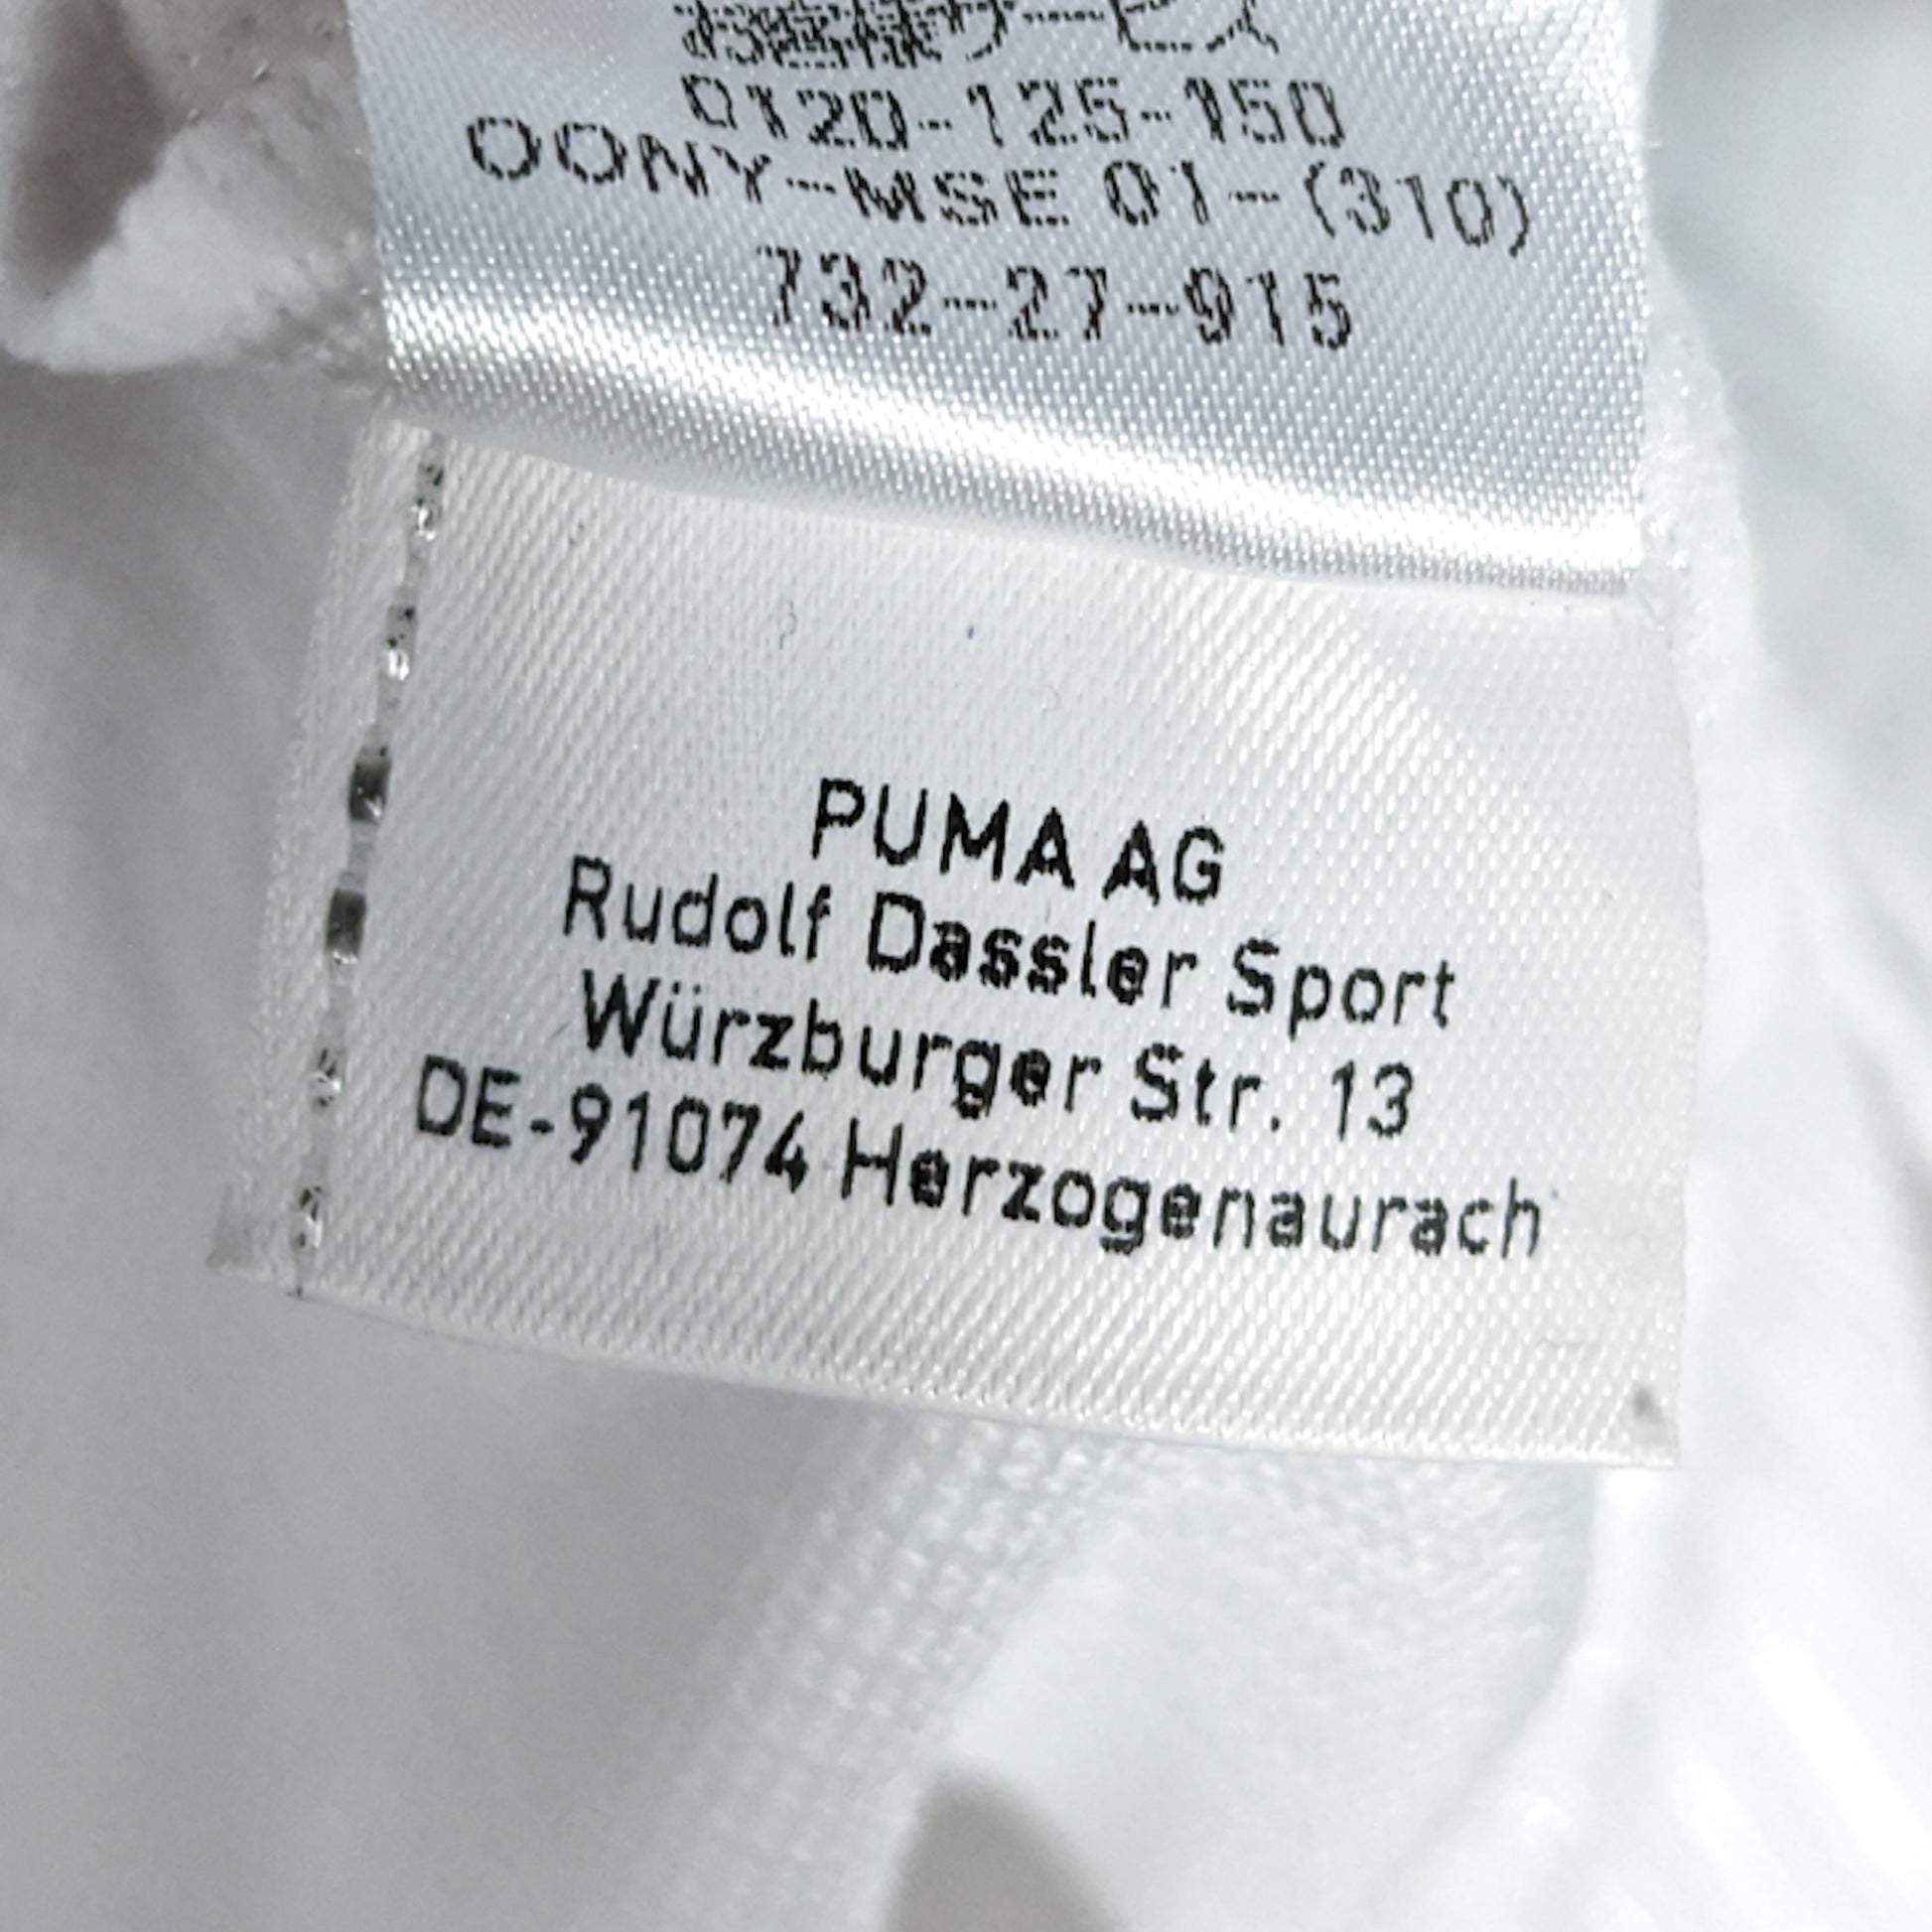 お客様サービス
0120-125-150
OONY-MSE 01-(310)
732-27-915
PUMA AG
Rudolf Dassler Sport
Würzburger Str. 13
DE-91074 Herzogenaurach